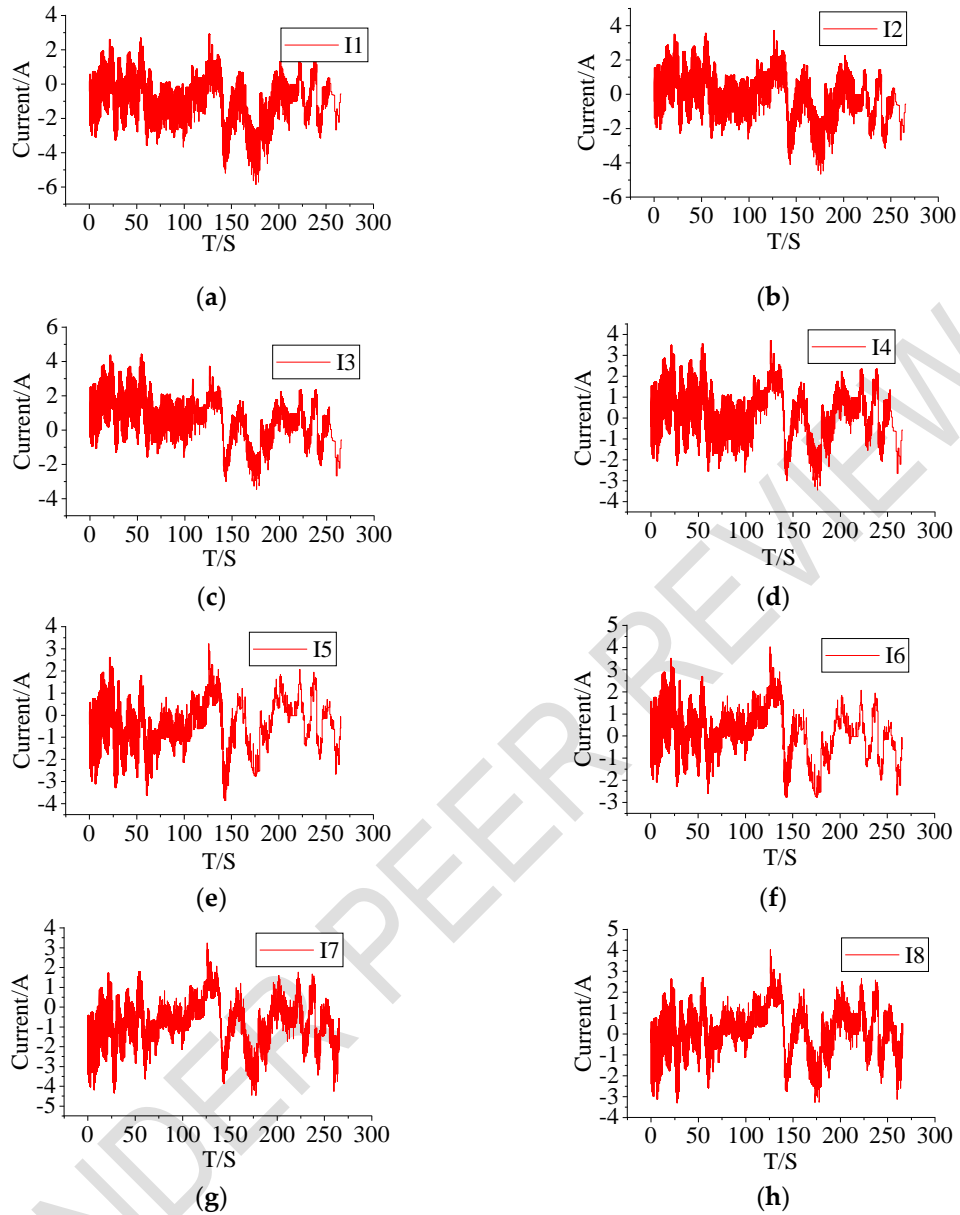 4
2
0
-2
-4
-6
Current/A
I1
0 50 100 150 200 250 300
T/S
(a)
4
2
0
-2
-4
-6
Current/A
I2
0 50 100 150 200 250 300
T/S
(b)
6
4
2
0
-2
-4
Current/A
I3
0 50 100 150 200 250 300
T/S
(c)
4
3
2
1
0
-1
-2
-3
-4
Current/A
I4
0 50 100 150 200 250 300
T/S
(d)
4
3
2
1
0
-1
-2
-3
-4
Current/A
I5
0 50 100 150 200 250 300
T/S
(e)
5
4
3
2
1
0
-1
-2
-3
Current/A
I6
0 50 100 150 200 250 300
T/S
(f)
4
3
2
1
0
-1
-2
-3
-4
-5
Current/A
I7
0 50 100 150 200 250 300
T/S
(g)
5
4
3
2
1
0
-1
-2
-3
-4
Current/A
I8
0 50 100 150 200 250 300
T/S
(h)
NDER PEER REVIEW